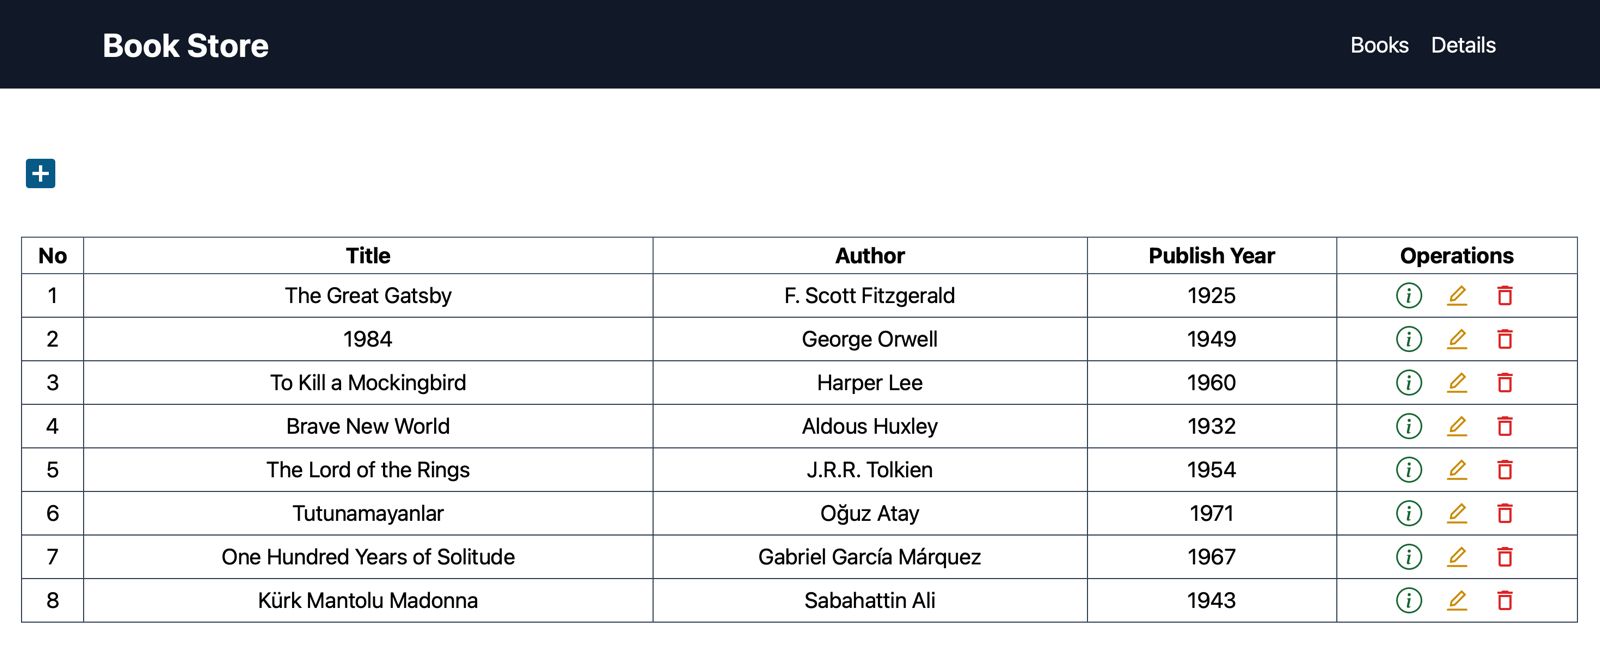 Book Store
Books Details
No Title Author Publish Year Operations
1 The Great Gatsby F. Scott Fitzgerald 1925
2 1984 George Orwell 1949
3 To Kill a Mockingbird Harper Lee 1960
4 Brave New World Aldous Huxley 1932
5 The Lord of the Rings J.R.R. Tolkien 1954
6 Tutunamayanlar Oğuz Atay 1971
7 One Hundred Years of Solitude Gabriel García Márquez 1967
8 Kürk Mantolu Madonna Sabahattin Ali 1943